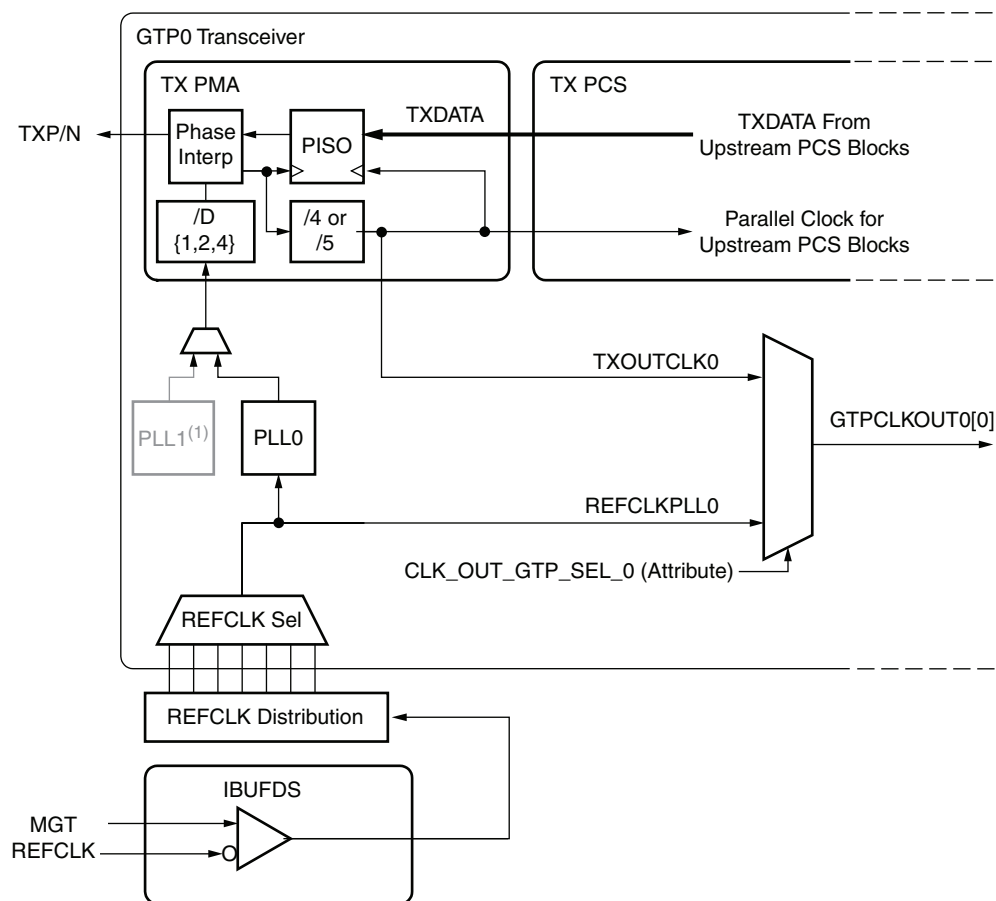 GTP0 Transceiver
TX PMA
TX PCS
TXP/N
Phase
Interp
PISO
TXDATA
TXDATA From
Upstream PCS Blocks
/D
{1,2,4}
/4 or
/5
Parallel Clock for
Upstream PCS Blocks
TXOUTCLK0
GTPCLKOUT0[0]
PLL1(1)
PLL0
REFCLKPLL0
CLK_OUT_GTP_SEL_0 (Attribute)
REFCLK Sel
REFCLK Distribution
IBUFDS
MGT
REFCLK